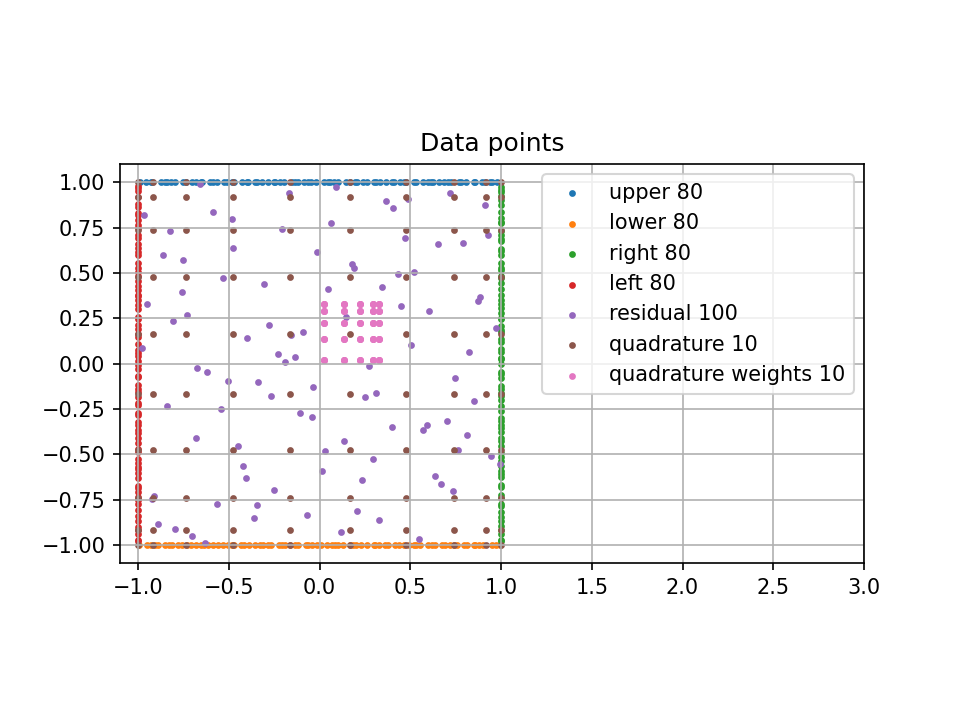 Data points
1.00
0.75
0.50
0.25
0.00
−0.25
−0.50
−0.75
−1.00
−1.0
−0.5
0.0
0.5
1.0
1.5
2.0
2.5
3.0
upper 80
lower 80
right 80
left 80
residual 100
quadrature 10
quadrature weights 10